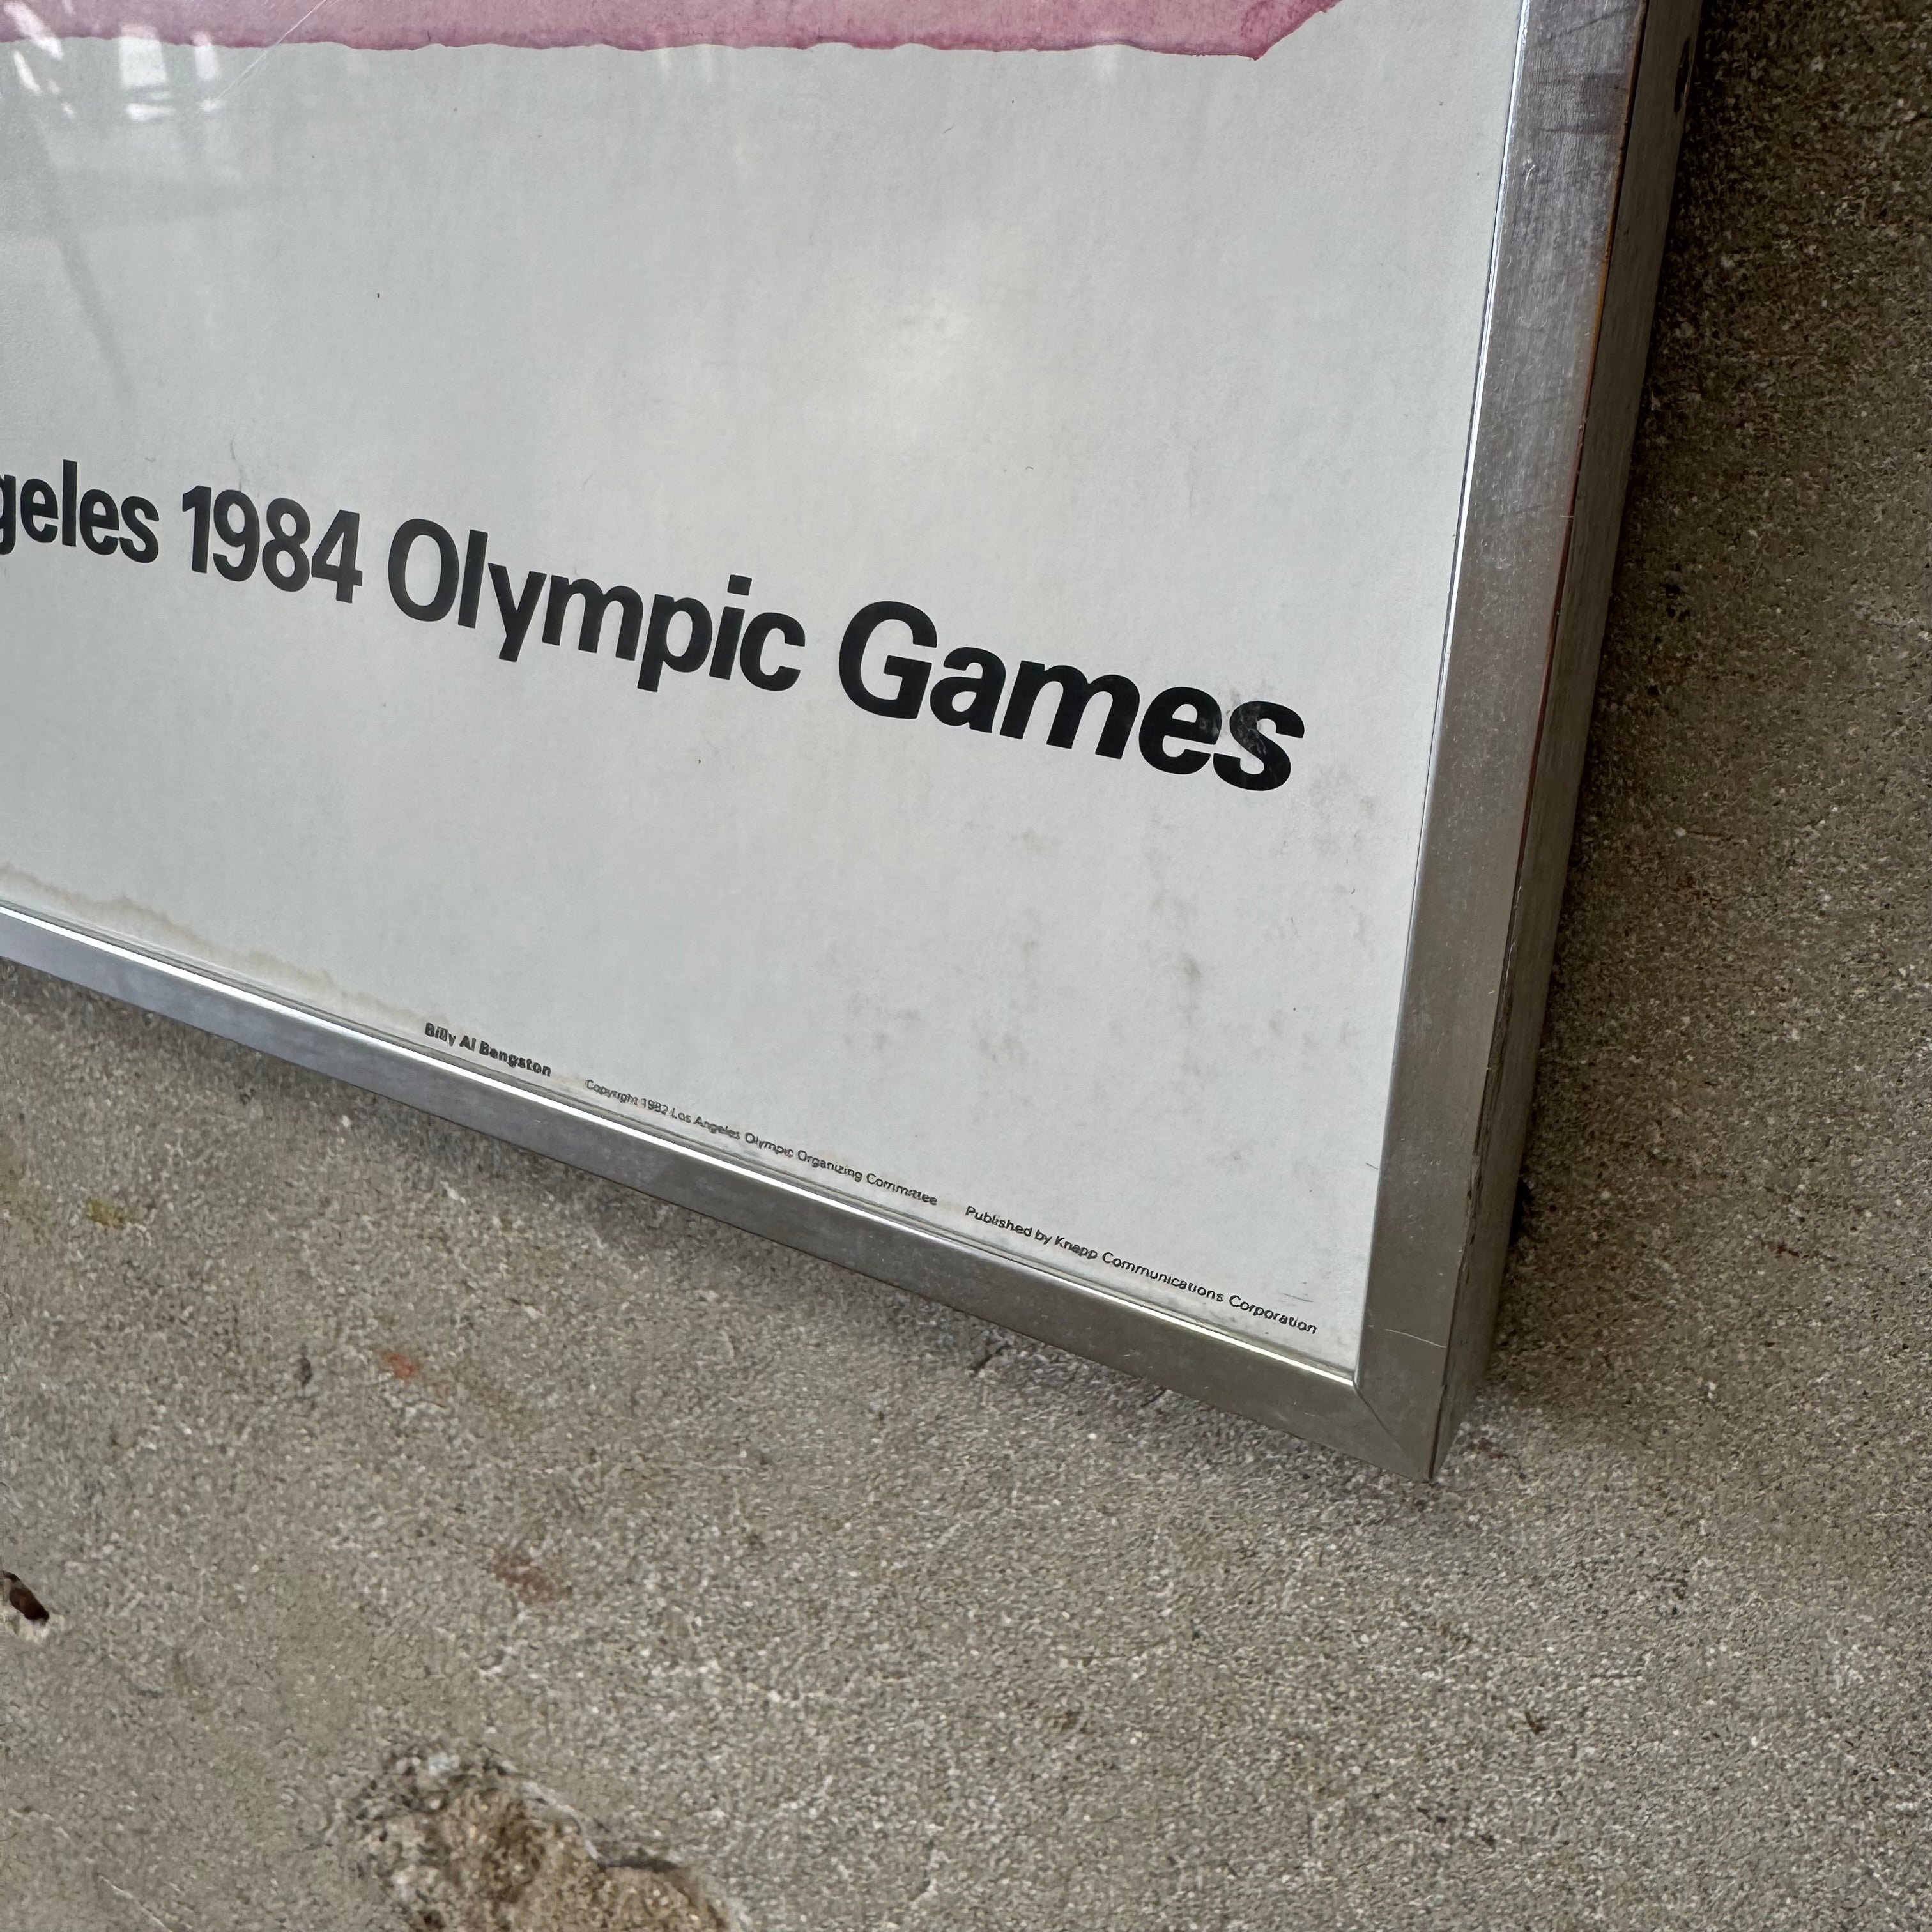 geles 1984 Olympic Games
Billy Al Bengston Copyright 1982 Los Angeles Olympic Organizing Committee Published by Knapp Communications Corporation